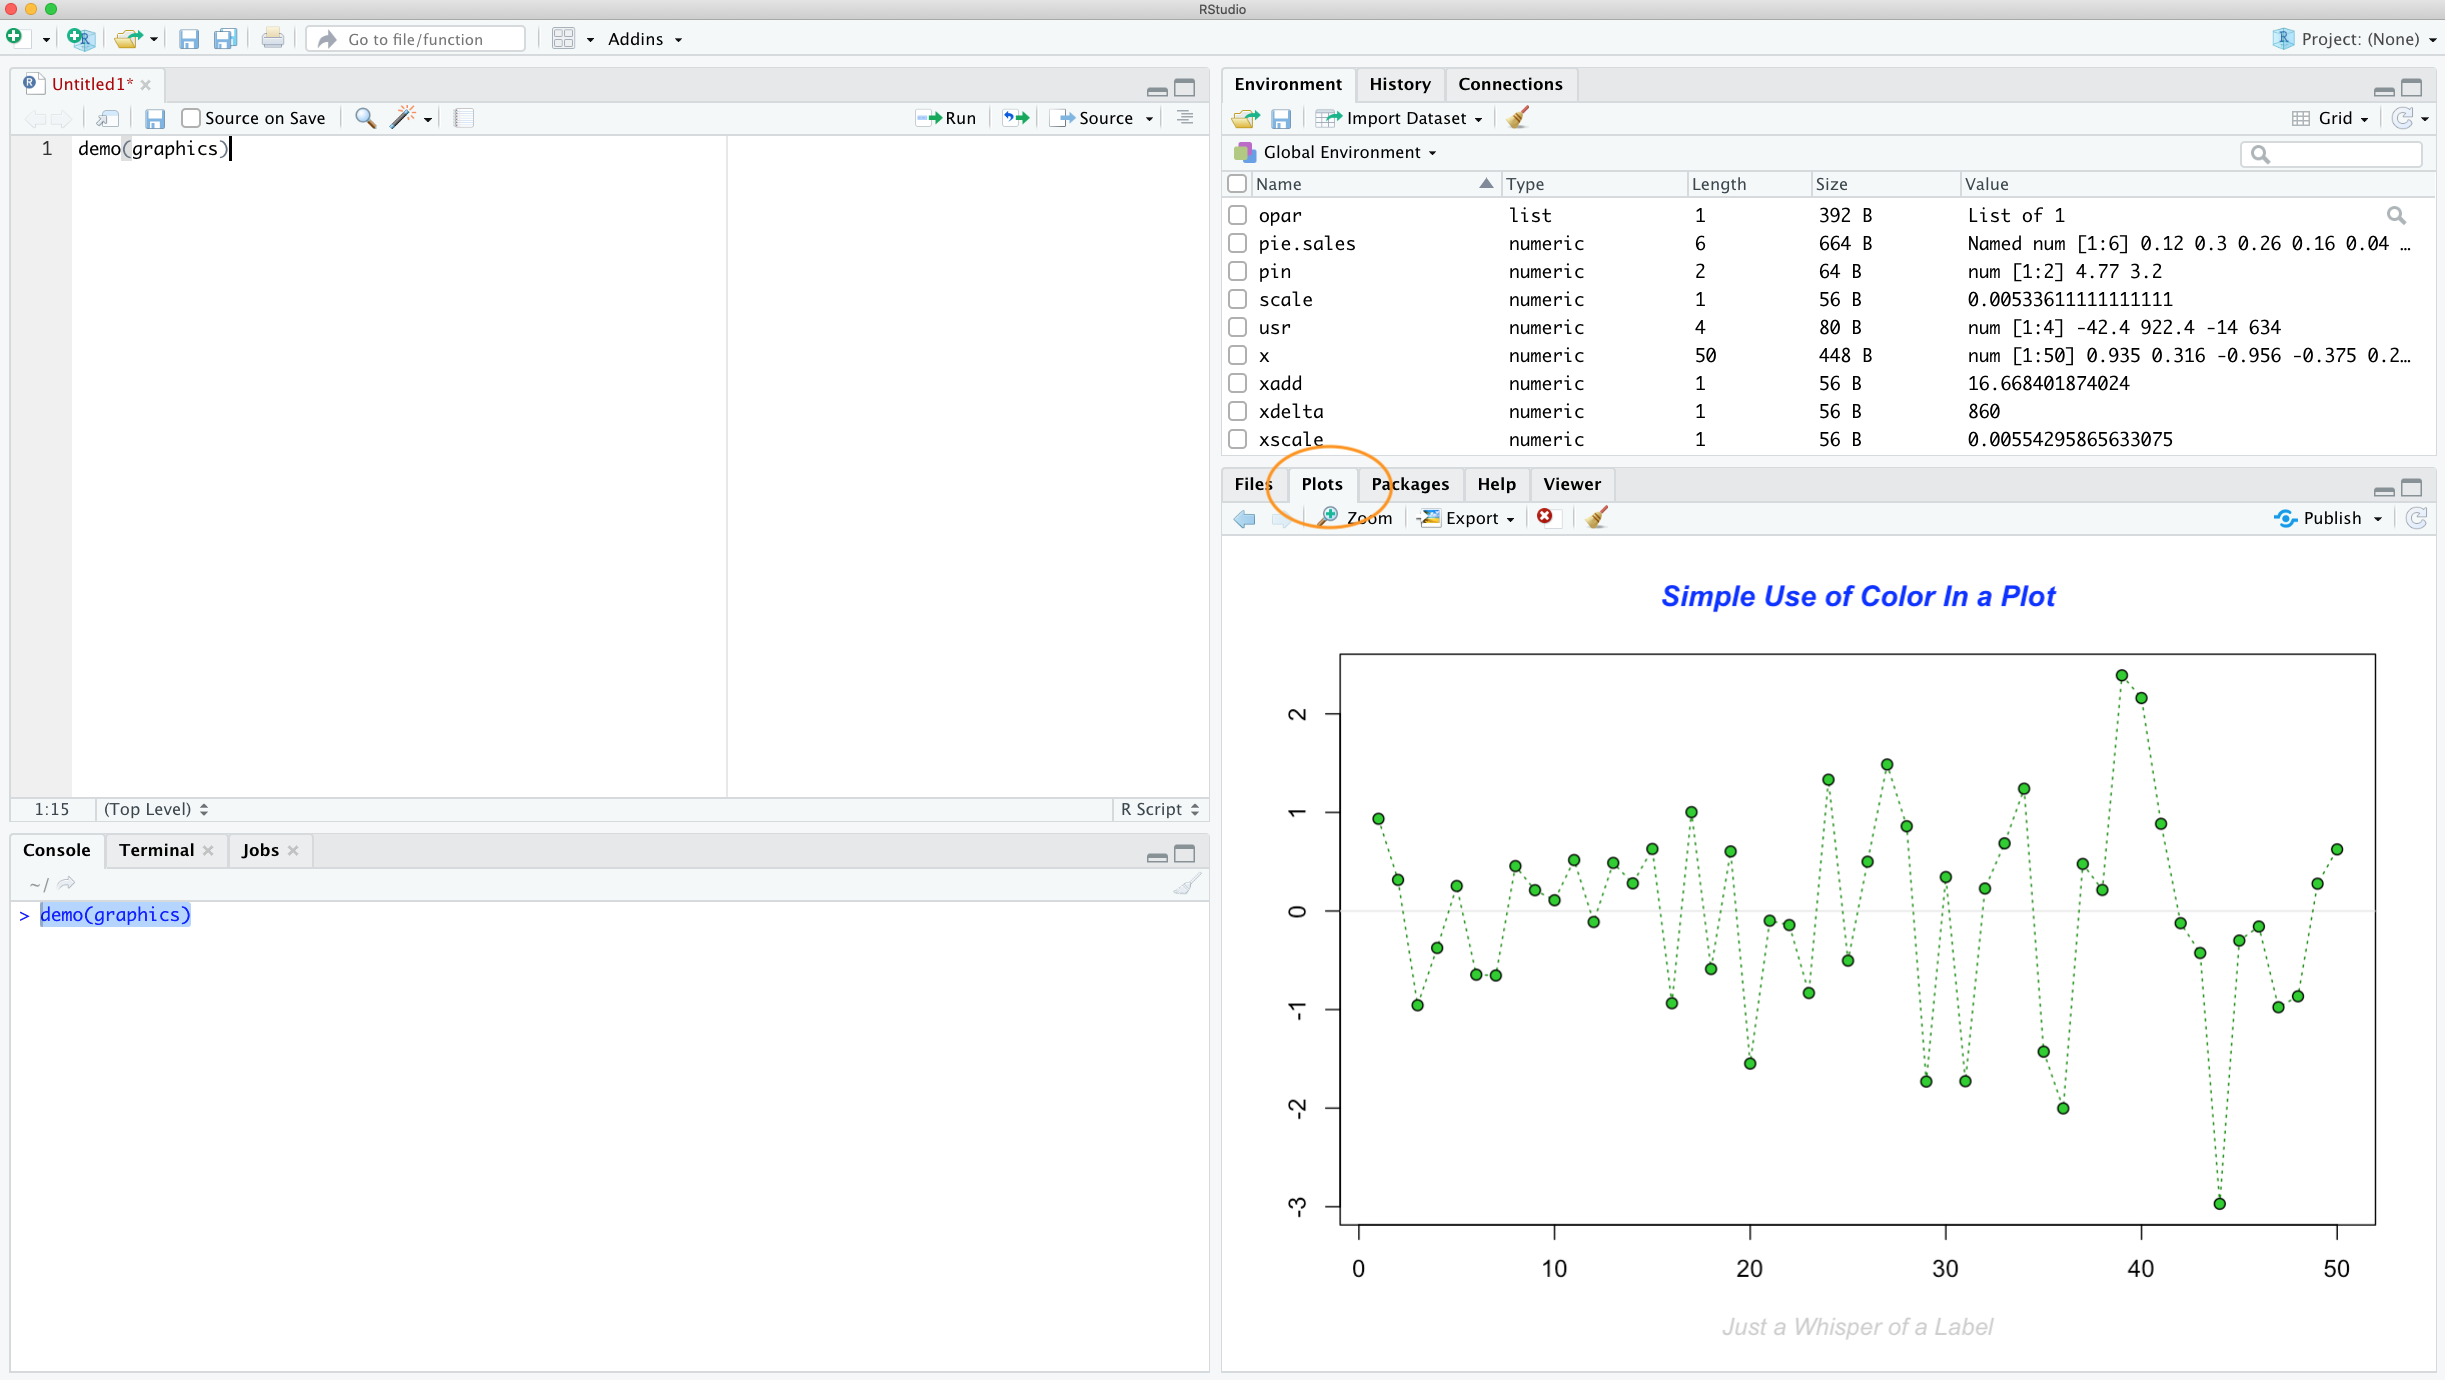 RStudio
Go to file/function Addins Project: (None)
Untitled1*
Source on Save Run Source
1 demo(graphics)
1:15 (Top Level) R Script
Console Terminal Jobs
~/
> demo(graphics)
Environment History Connections
Import Dataset Grid
Global Environment
Name Type Length Size Value
opar list 1 392 B List of 1
pie.sales numeric 6 664 B Named num [1:6] 0.12 0.3 0.26 0.16 0.04 …
pin numeric 2 64 B num [1:2] 4.77 3.2
scale numeric 1 56 B 0.00533611111111111
usr numeric 4 80 B num [1:4] -42.4 922.4 -14 634
x numeric 50 448 B num [1:50] 0.935 0.316 -0.956 -0.375 0.2…
xadd numeric 1 56 B 16.668401874024
xdelta numeric 1 56 B 860
xscale numeric 1 56 B 0.00554295865633075
Files Plots Packages Help Viewer
Zoom Export Publish
Simple Use of Color In a Plot
2
1
0
-1
-2
-3
0 10 20 30 40 50
Just a Whisper of a Label